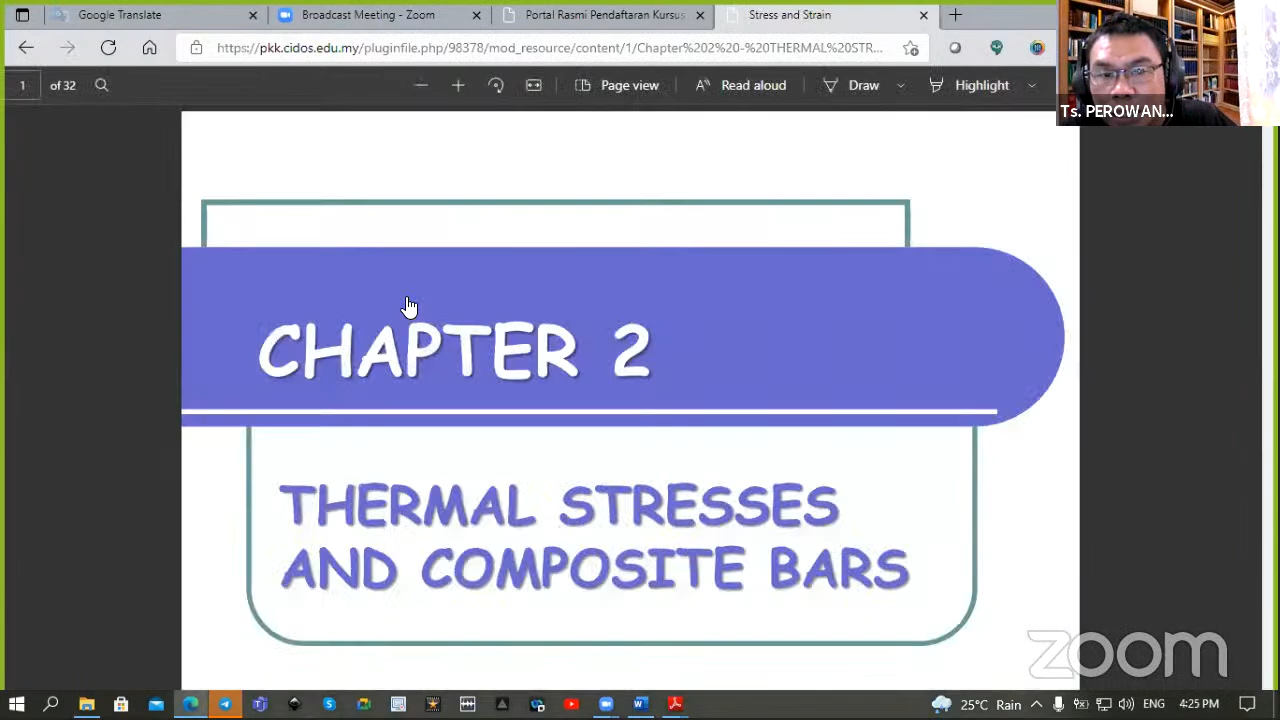 Google Translate
Broadcast Meeting - Zoom
Portal Rasmi Pendaftaran Kursus
Stress and Strain
https://pkk.cidos.edu.my/pluginfile.php/98378/mod_resource/content/1/Chapter%202%20-%20THERMAL%20STR...
1 of 32
Page view
Read aloud
Draw
Highlight
Ts. PEROWAN...
CHAPTER 2
THERMAL STRESSES
AND COMPOSITE BARS
zoom
25°C Rain
ENG
4:25 PM